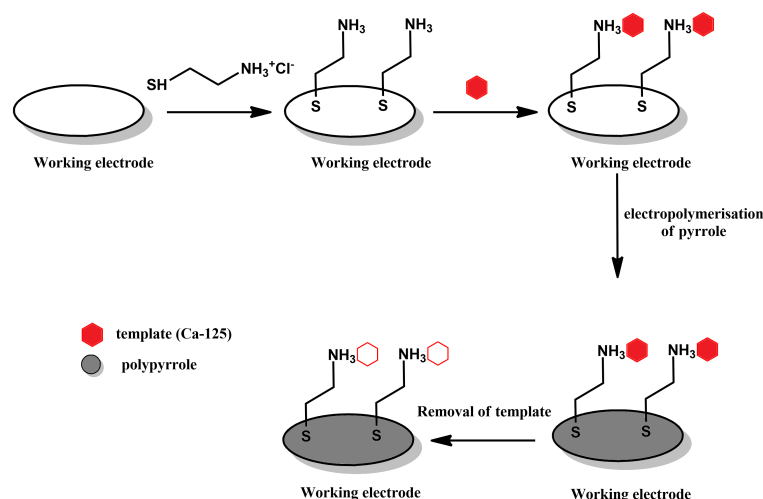 NH3 NH3
SH NH3+Cl-
S S
Working electrode
Working electrode
NH3 NH3
S S
Working electrode
electropolymerisation
of pyrrole
template (Ca-125)
polypyrrole
NH3 NH3
S S
Working electrode
Removal of template
NH3 NH3
S S
Working electrode